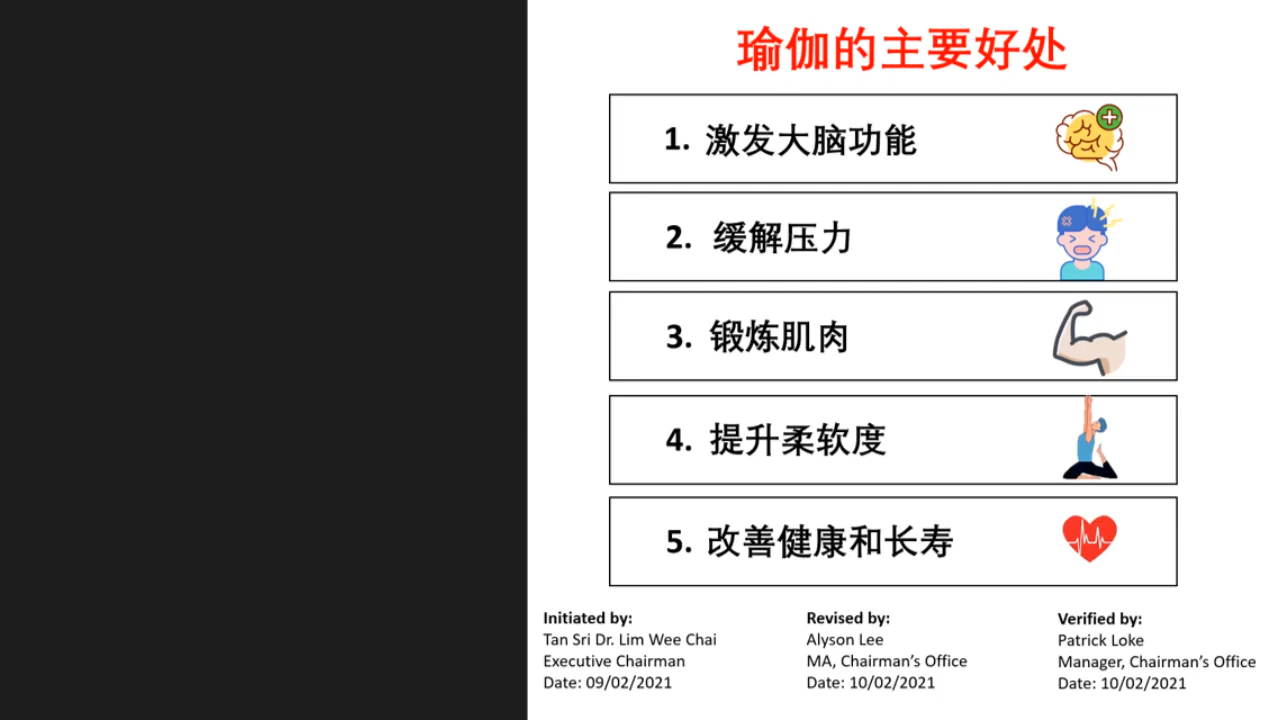 瑜伽的主要好处
1. 激发大脑功能
2. 缓解压力
3. 锻炼肌肉
4. 提升柔软度
5. 改善健康和长寿
Initiated by:
Tan Sri Dr. Lim Wee Chai
Executive Chairman
Date: 09/02/2021
Revised by:
Alyson Lee
MA, Chairman’s Office
Date: 10/02/2021
Verified by:
Patrick Loke
Manager, Chairman’s Office
Date: 10/02/2021